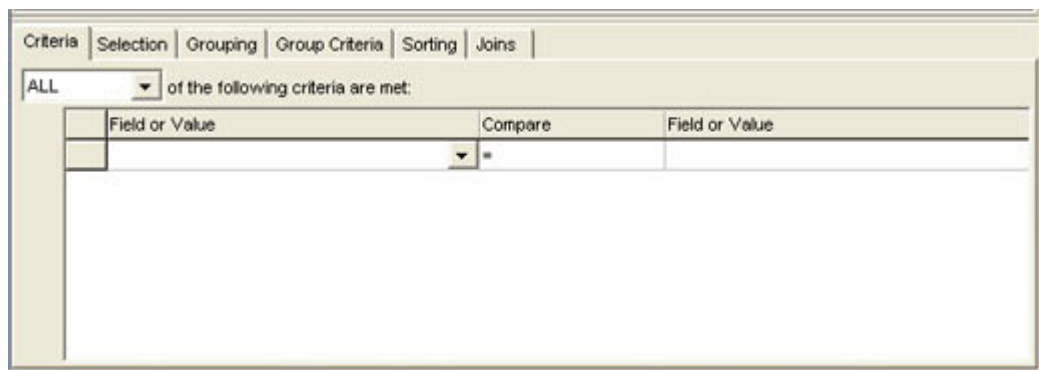 Criteria Selection Grouping Group Criteria Sorting Joins
ALL of the following criteria are met:
Field or Value Compare Field or Value
=